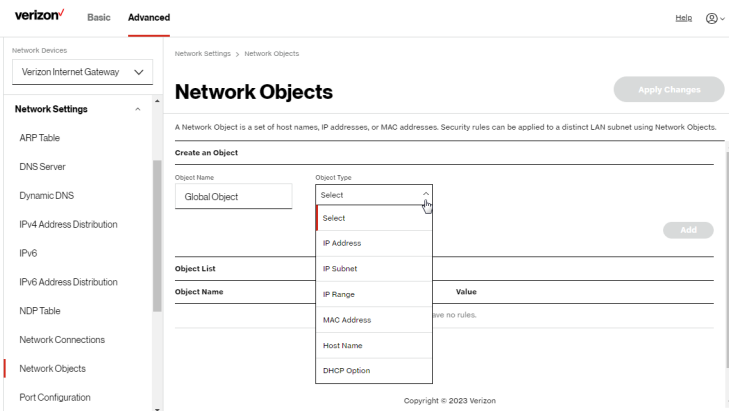 verizon✓
Basic
Advanced
Help
Network Devices
Verizon Internet Gateway
Network Settings
ARP Table
DNS Server
Dynamic DNS
IPv4 Address Distribution
IPv6
IPv6 Address Distribution
NDP Table
Network Connections
Network Objects
Port Configuration
Network Settings > Network Objects
Network Objects
Apply Changes
A Network Object is a set of host names, IP addresses, or MAC addresses. Security rules can be applied to a distinct LAN subnet using Network Objects.
Create an Object
Object Name
Object Type
Global Object
Select
Select
IP Address
IP Subnet
IP Range
MAC Address
Host Name
DHCP Option
Add
Object List
Object Name
Value
ave no rules.
Copyright © 2023 Verizon